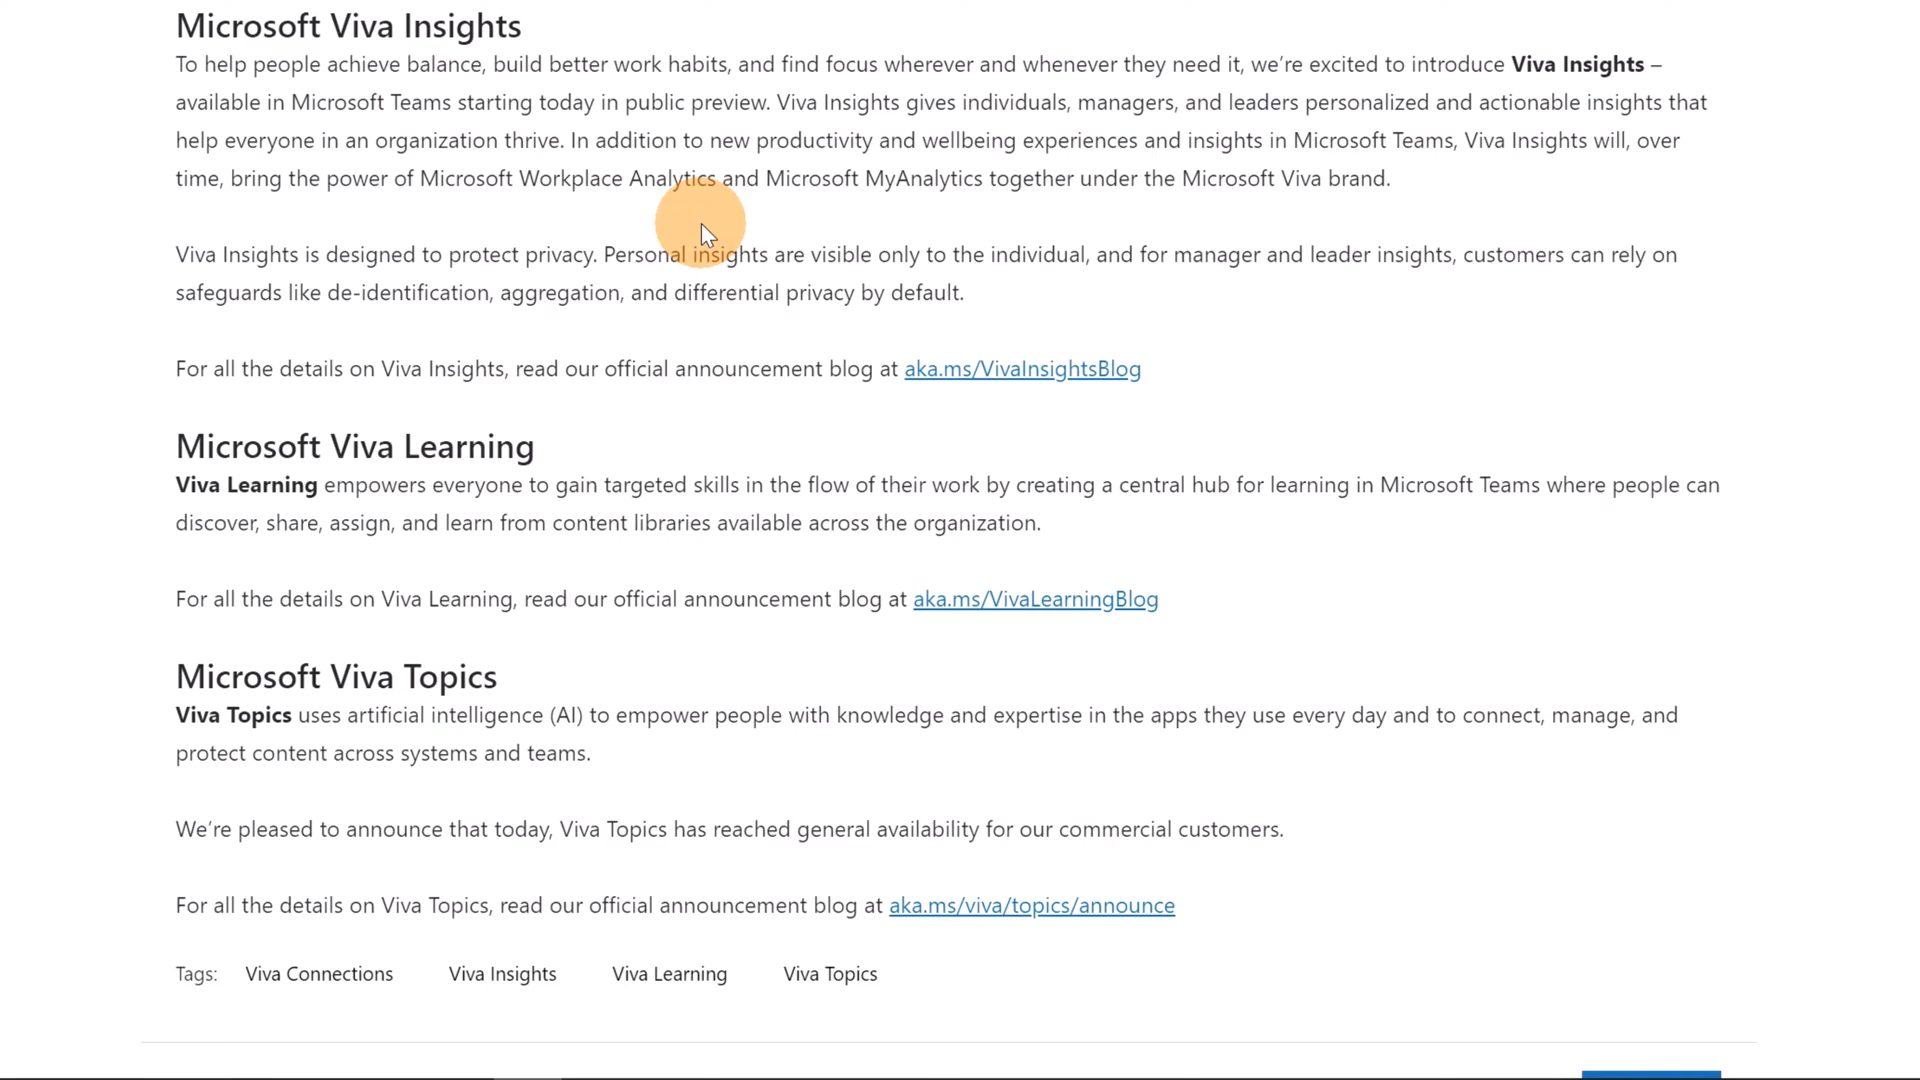 Microsoft Viva Insights
To help people achieve balance, build better work habits, and find focus wherever and whenever they need it, we’re excited to introduce Viva Insights –
available in Microsoft Teams starting today in public preview. Viva Insights gives individuals, managers, and leaders personalized and actionable insights that
help everyone in an organization thrive. In addition to new productivity and wellbeing experiences and insights in Microsoft Teams, Viva Insights will, over
time, bring the power of Microsoft Workplace Analytics and Microsoft MyAnalytics together under the Microsoft Viva brand.
Viva Insights is designed to protect privacy. Personal insights are visible only to the individual, and for manager and leader insights, customers can rely on
safeguards like de-identification, aggregation, and differential privacy by default.
For all the details on Viva Insights, read our official announcement blog at aka.ms/VivaInsightsBlog
Microsoft Viva Learning
Viva Learning empowers everyone to gain targeted skills in the flow of their work by creating a central hub for learning in Microsoft Teams where people can
discover, share, assign, and learn from content libraries available across the organization.
For all the details on Viva Learning, read our official announcement blog at aka.ms/VivaLearningBlog
Microsoft Viva Topics
Viva Topics uses artificial intelligence (AI) to empower people with knowledge and expertise in the apps they use every day and to connect, manage, and
protect content across systems and teams.
We’re pleased to announce that today, Viva Topics has reached general availability for our commercial customers.
For all the details on Viva Topics, read our official announcement blog at aka.ms/viva/topics/announce
Tags: Viva Connections Viva Insights Viva Learning Viva Topics